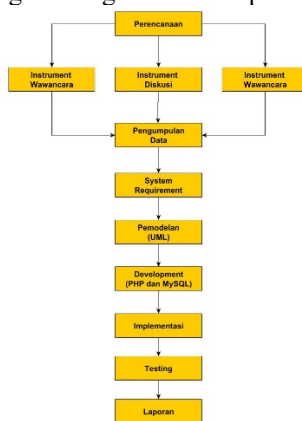 Perencanaan
Instrument
Wawancara
Instrument
Diskusi
Instrument
Wawancara
Pengumpulan
Data
System
Requirement
Pemodelan
(UML)
Development
(PHP dan MySQL)
Implementasi
Testing
Laporan